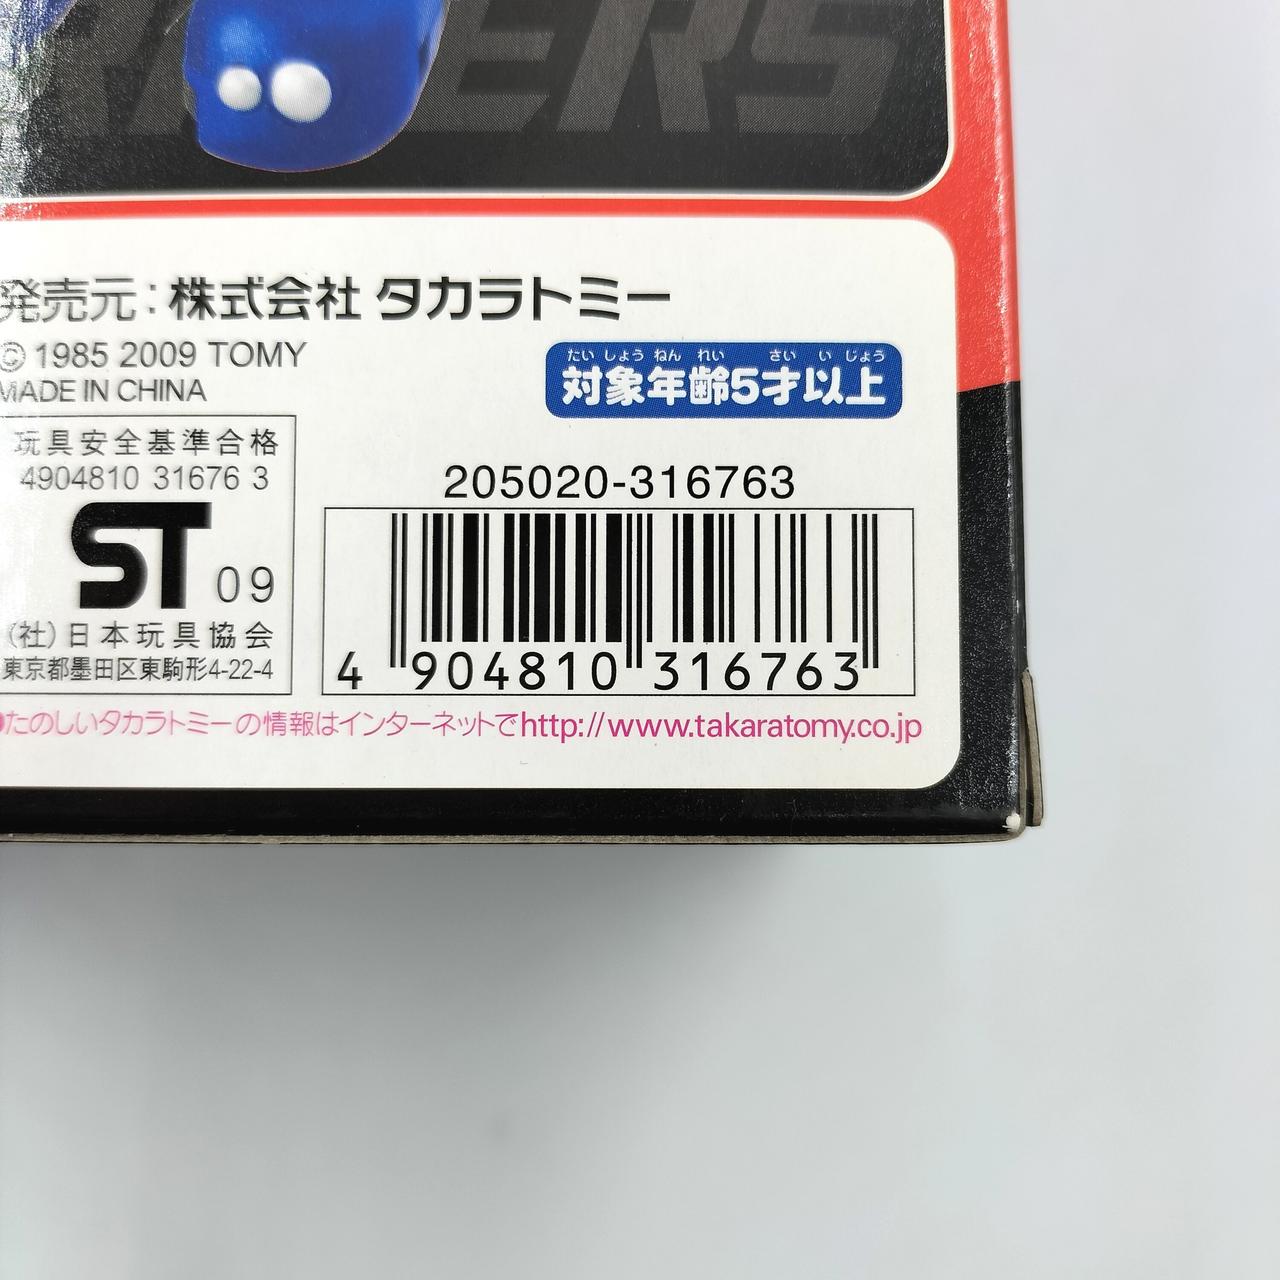 発売元：株式会社 タカラトミー
© 1985 2009 TOMY
MADE IN CHINA
たい しょう ねん れい さい い じょう
対象年齢5才以上
玩具安全基準合格
4904810 31676 3
ST 09
(社)日本玩具協会
東京都墨田区東駒形4-22-4
205020-316763
4 904810 316763
たのしいタカラトミーの情報はインターネットでhttp://www.takaratomy.co.jp